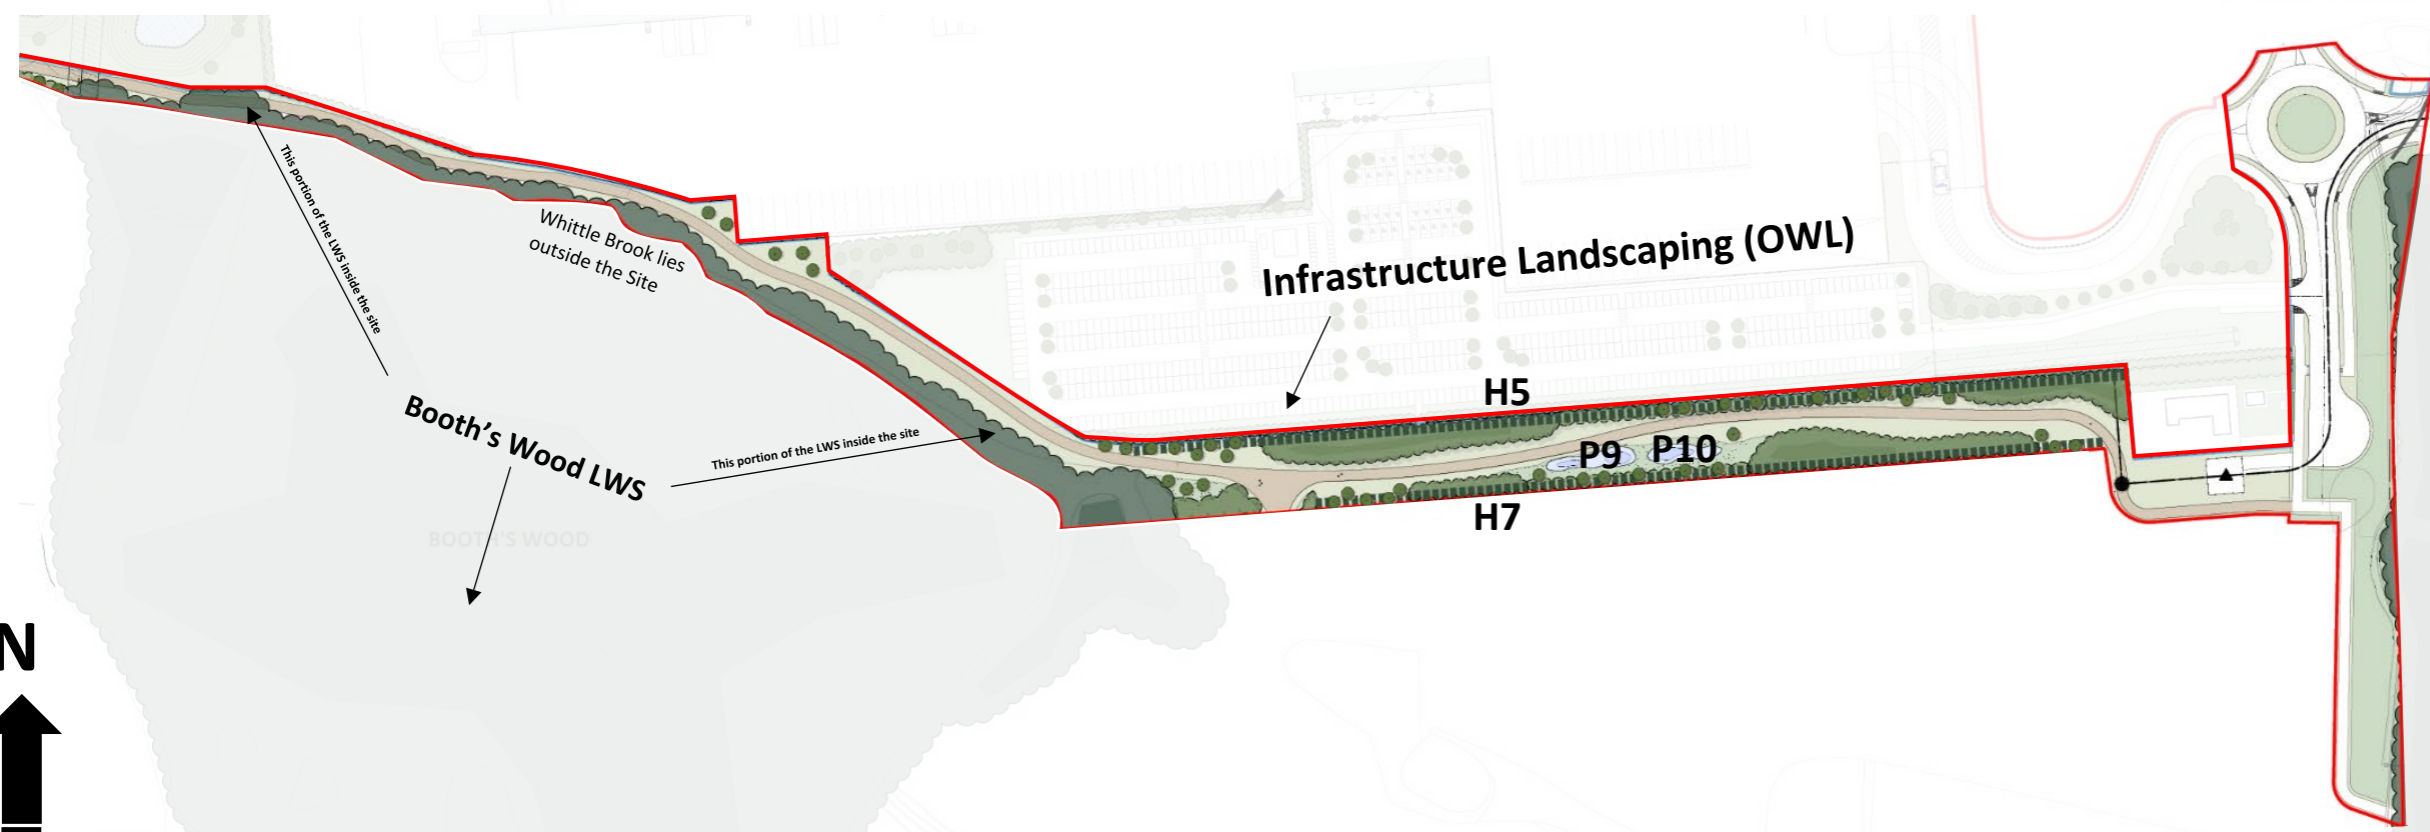 This portion of the LWS inside the site
Whittle Brook lies
outside the Site
Infrastructure Landscaping (OWL)
H5
Booth’s Wood LWS
This portion of the LWS inside the site
P9 P10
H7
BOOTH'S WOOD
N